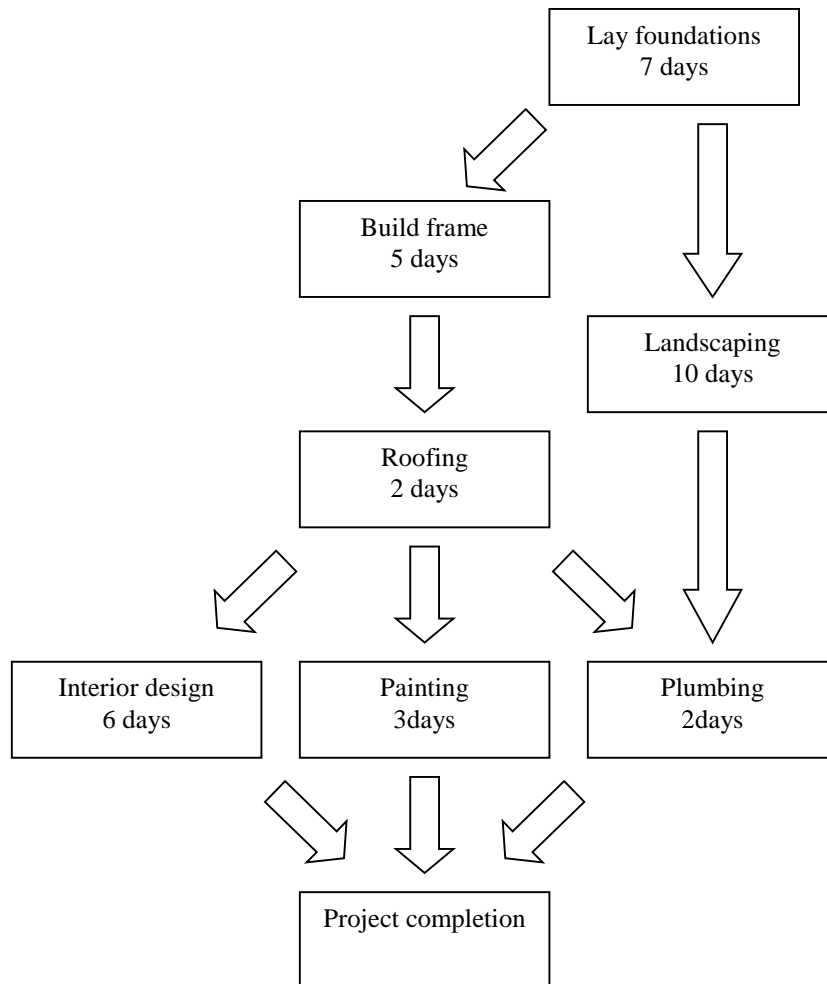 Lay foundations
7 days
Build frame
5 days
Landscaping
10 days
Roofing
2 days
Interior design
6 days
Painting
3days
Plumbing
2days
Project completion